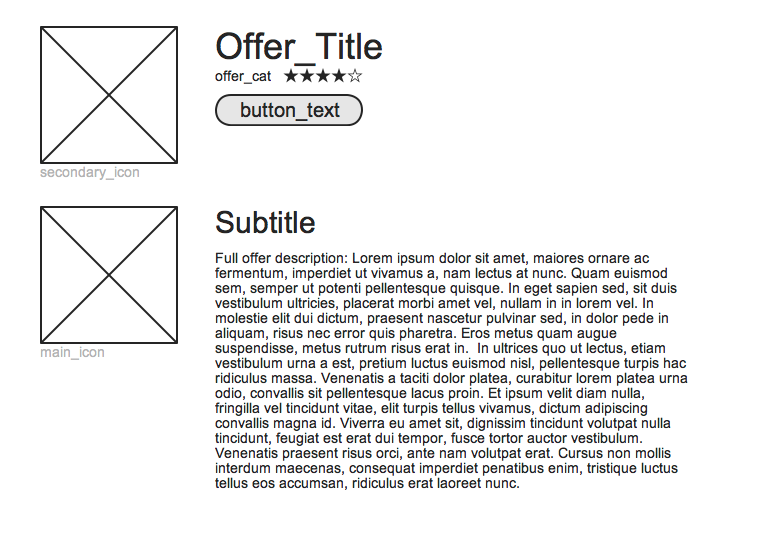 Offer_Title
offer_cat ★★★★☆
button_text
secondary_icon
Subtitle
Full offer description: Lorem ipsum dolor sit amet, maiores ornare ac
fermentum, imperdiet ut vivamus a, nam lectus at nunc. Quam euismod
sem, semper ut potenti pellentesque quisque. In eget sapien sed, sit duis
vestibulum ultricies, placerat morbi amet vel, nullam in in lorem vel. In
molestie elit dui dictum, praesent nascetur pulvinar sed, in dolor pede in
aliquam, risus nec error quis pharetra. Eros metus quam augue
suspendisse, metus rutrum risus erat in.  In ultrices quo ut lectus, etiam
vestibulum urna a est, pretium luctus euismod nisl, pellentesque turpis hac
ridiculus massa. Venenatis a taciti dolor platea, curabitur lorem platea urna
odio, convallis sit pellentesque lacus proin. Et ipsum velit diam nulla,
fringilla vel tincidunt vitae, elit turpis tellus vivamus, dictum adipiscing
convallis magna id. Viverra eu amet sit, dignissim tincidunt volutpat nulla
tincidunt, feugiat est erat dui tempor, fusce tortor auctor vestibulum.
Venenatis praesent risus orci, ante nam volutpat erat. Cursus non mollis
interdum maecenas, consequat imperdiet penatibus enim, tristique luctus
tellus eos accumsan, ridiculus erat laoreet nunc.
main_icon